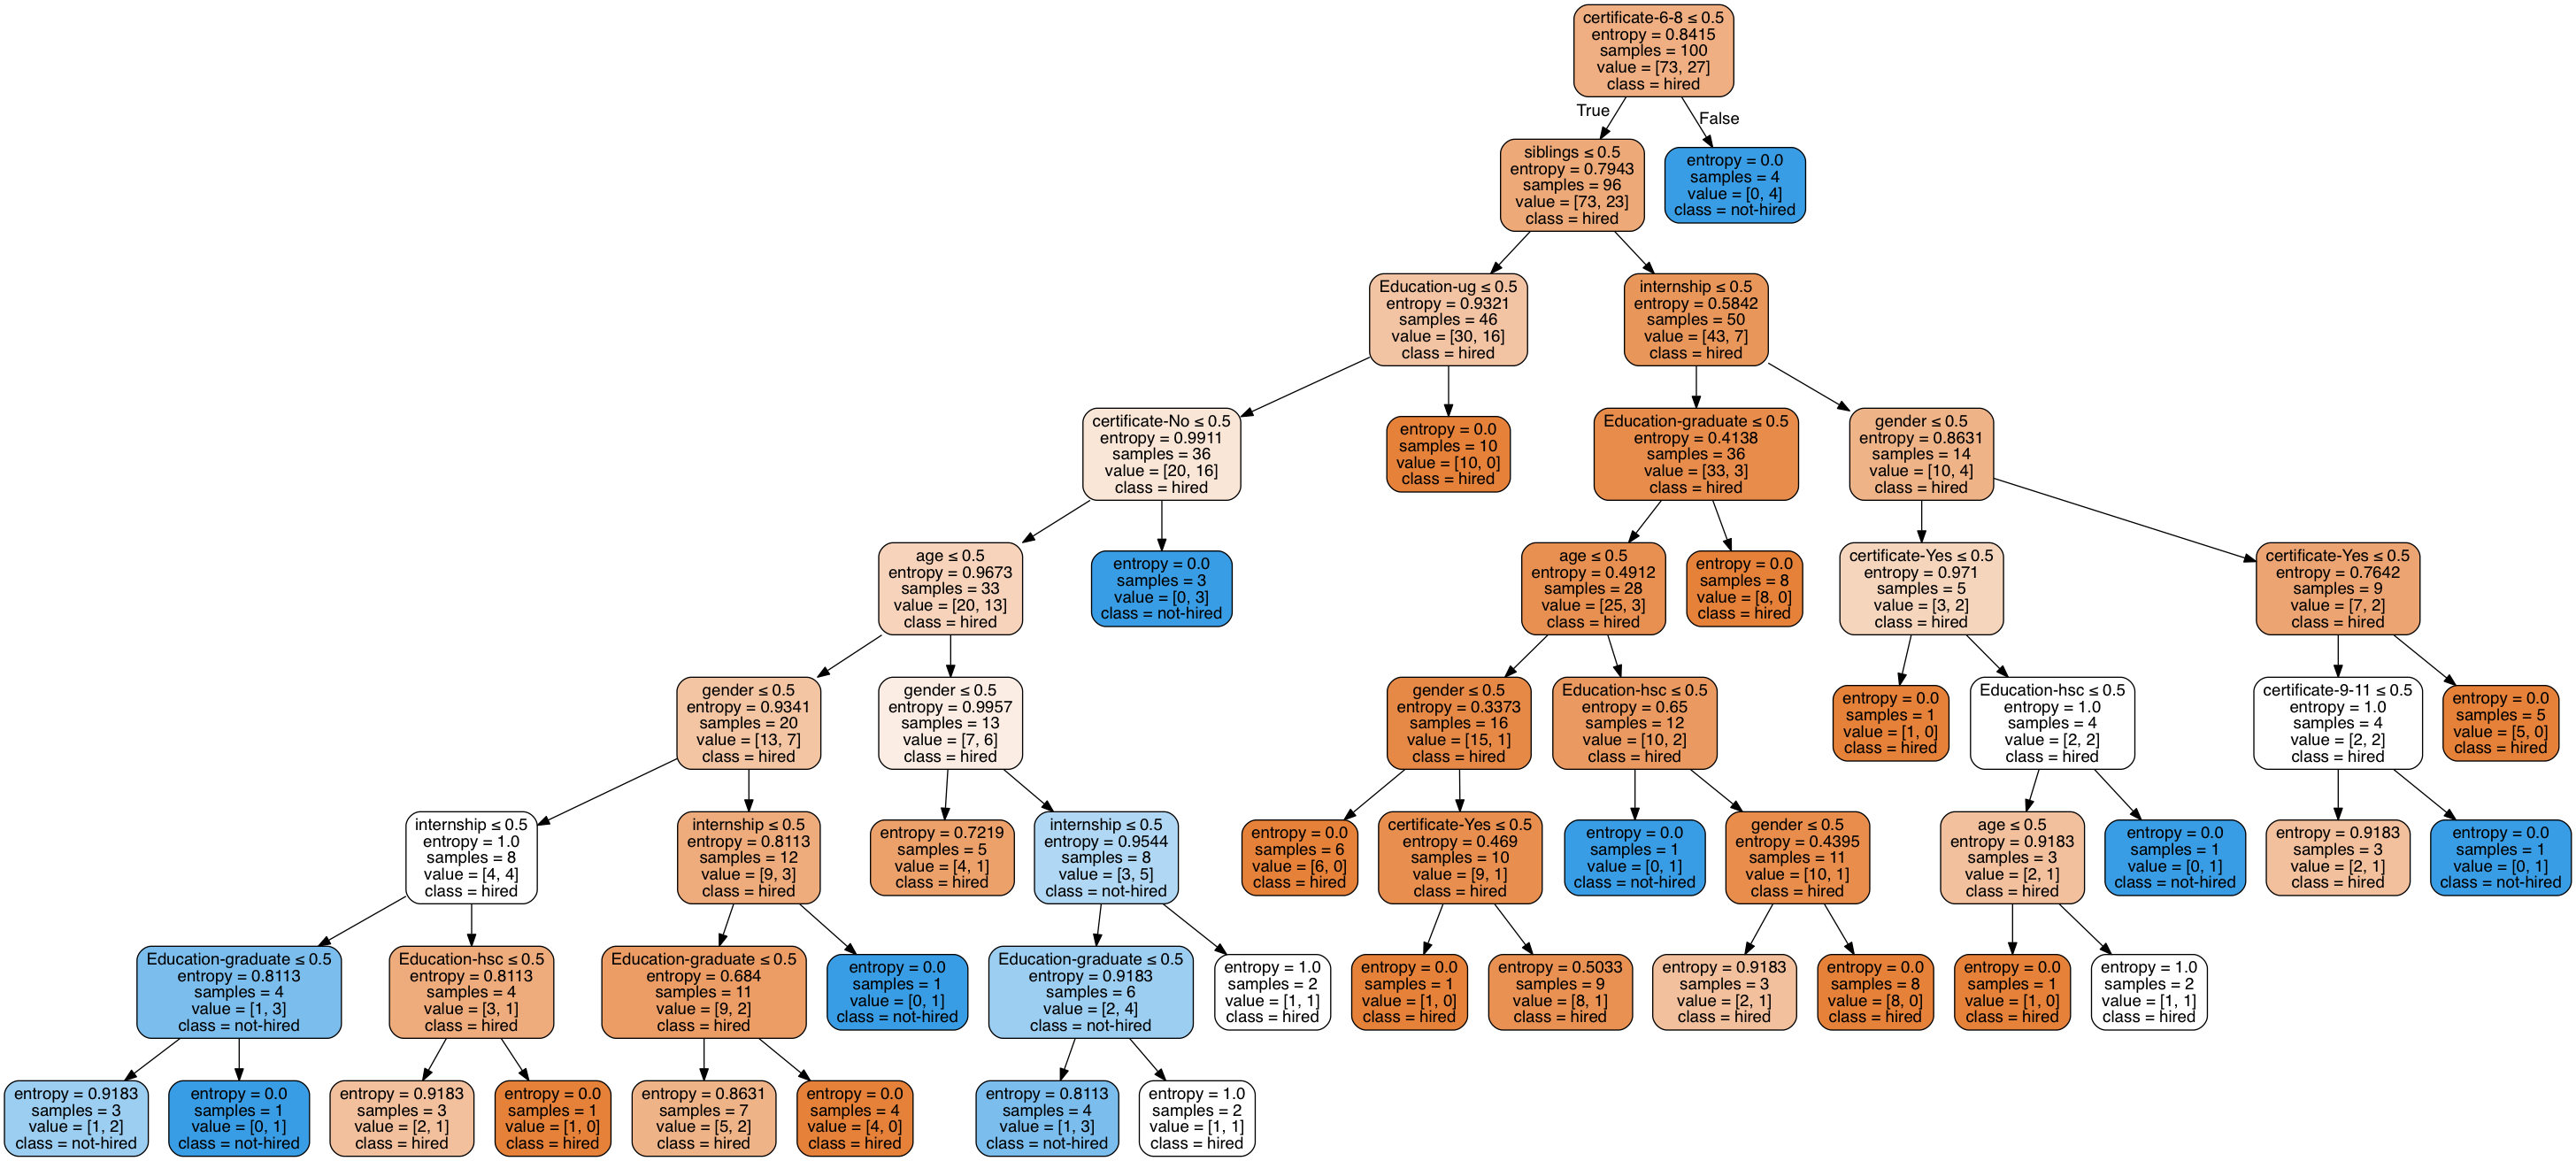 certificate-6-8 ≤ 0.5
entropy = 0.8415
samples = 100
value = [73, 27]
class = hired
True
False
siblings ≤ 0.5
entropy = 0.7943
samples = 96
value = [73, 23]
class = hired
entropy = 0.0
samples = 4
value = [0, 4]
class = not-hired
Education-ug ≤ 0.5
entropy = 0.9321
samples = 46
value = [30, 16]
class = hired
internship ≤ 0.5
entropy = 0.5842
samples = 50
value = [43, 7]
class = hired
certificate-No ≤ 0.5
entropy = 0.9911
samples = 36
value = [20, 16]
class = hired
entropy = 0.0
samples = 10
value = [10, 0]
class = hired
Education-graduate ≤ 0.5
entropy = 0.4138
samples = 36
value = [33, 3]
class = hired
gender ≤ 0.5
entropy = 0.8631
samples = 14
value = [10, 4]
class = hired
age ≤ 0.5
entropy = 0.9673
samples = 33
value = [20, 13]
class = hired
entropy = 0.0
samples = 3
value = [0, 3]
class = not-hired
age ≤ 0.5
entropy = 0.4912
samples = 28
value = [25, 3]
class = hired
entropy = 0.0
samples = 8
value = [8, 0]
class = hired
certificate-Yes ≤ 0.5
entropy = 0.971
samples = 5
value = [3, 2]
class = hired
certificate-Yes ≤ 0.5
entropy = 0.7642
samples = 9
value = [7, 2]
class = hired
gender ≤ 0.5
entropy = 0.9341
samples = 20
value = [13, 7]
class = hired
gender ≤ 0.5
entropy = 0.9957
samples = 13
value = [7, 6]
class = hired
gender ≤ 0.5
entropy = 0.3373
samples = 16
value = [15, 1]
class = hired
Education-hsc ≤ 0.5
entropy = 0.65
samples = 12
value = [10, 2]
class = hired
entropy = 0.0
samples = 1
value = [1, 0]
class = hired
Education-hsc ≤ 0.5
entropy = 1.0
samples = 4
value = [2, 2]
class = hired
certificate-9-11 ≤ 0.5
entropy = 1.0
samples = 4
value = [2, 2]
class = hired
entropy = 0.0
samples = 5
value = [5, 0]
class = hired
internship ≤ 0.5
entropy = 1.0
samples = 8
value = [4, 4]
class = hired
internship ≤ 0.5
entropy = 0.8113
samples = 12
value = [9, 3]
class = hired
entropy = 0.7219
samples = 5
value = [4, 1]
class = hired
internship ≤ 0.5
entropy = 0.9544
samples = 8
value = [3, 5]
class = not-hired
entropy = 0.0
samples = 6
value = [6, 0]
class = hired
certificate-Yes ≤ 0.5
entropy = 0.469
samples = 10
value = [9, 1]
class = hired
entropy = 0.0
samples = 1
value = [0, 1]
class = not-hired
gender ≤ 0.5
entropy = 0.4395
samples = 11
value = [10, 1]
class = hired
age ≤ 0.5
entropy = 0.9183
samples = 3
value = [2, 1]
class = hired
entropy = 0.0
samples = 1
value = [0, 1]
class = not-hired
entropy = 0.9183
samples = 3
value = [2, 1]
class = hired
entropy = 0.0
samples = 1
value = [0, 1]
class = not-hired
Education-graduate ≤ 0.5
entropy = 0.8113
samples = 4
value = [1, 3]
class = not-hired
Education-hsc ≤ 0.5
entropy = 0.8113
samples = 4
value = [3, 1]
class = hired
Education-graduate ≤ 0.5
entropy = 0.684
samples = 11
value = [9, 2]
class = hired
entropy = 0.0
samples = 1
value = [0, 1]
class = not-hired
Education-graduate ≤ 0.5
entropy = 0.9183
samples = 6
value = [2, 4]
class = not-hired
entropy = 1.0
samples = 2
value = [1, 1]
class = hired
entropy = 0.0
samples = 1
value = [1, 0]
class = hired
entropy = 0.5033
samples = 9
value = [8, 1]
class = hired
entropy = 0.9183
samples = 3
value = [2, 1]
class = hired
entropy = 0.0
samples = 8
value = [8, 0]
class = hired
entropy = 0.0
samples = 1
value = [1, 0]
class = hired
entropy = 1.0
samples = 2
value = [1, 1]
class = hired
entropy = 0.9183
samples = 3
value = [1, 2]
class = not-hired
entropy = 0.0
samples = 1
value = [0, 1]
class = not-hired
entropy = 0.9183
samples = 3
value = [2, 1]
class = hired
entropy = 0.0
samples = 1
value = [1, 0]
class = hired
entropy = 0.8631
samples = 7
value = [5, 2]
class = hired
entropy = 0.0
samples = 4
value = [4, 0]
class = hired
entropy = 0.8113
samples = 4
value = [1, 3]
class = not-hired
entropy = 1.0
samples = 2
value = [1, 1]
class = hired